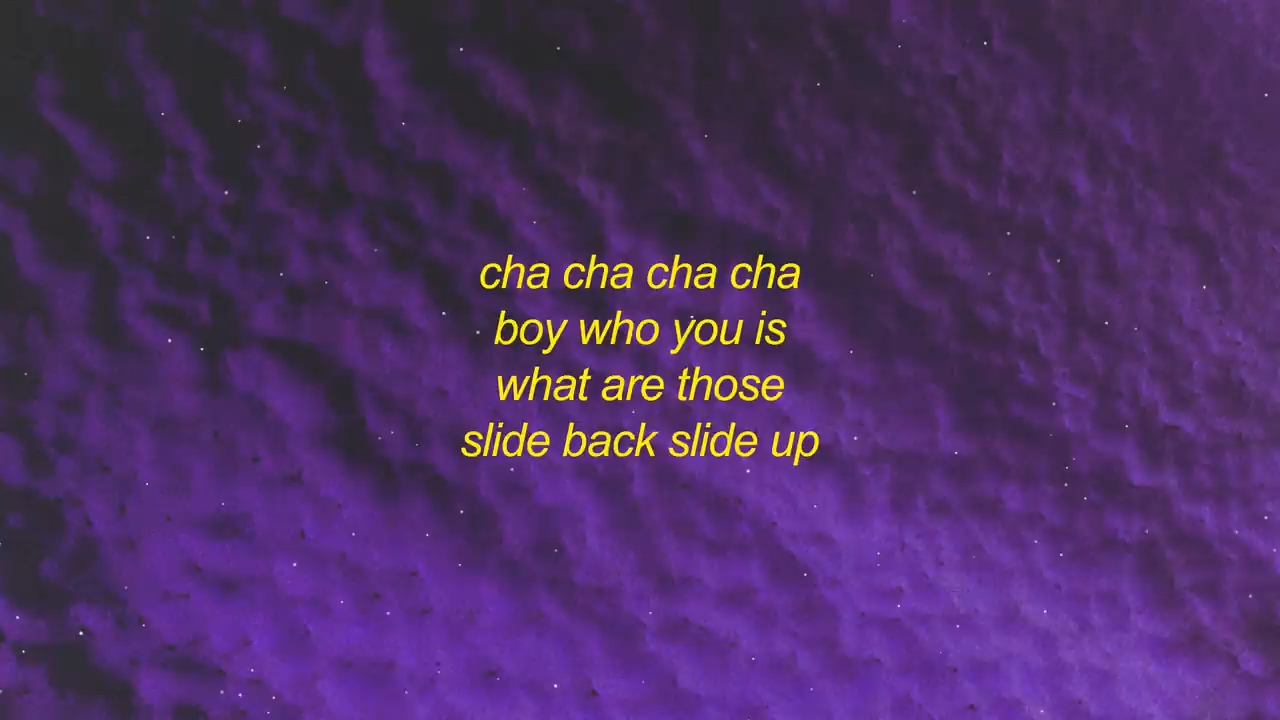 cha cha cha cha
boy who you is
what are those
slide back slide up